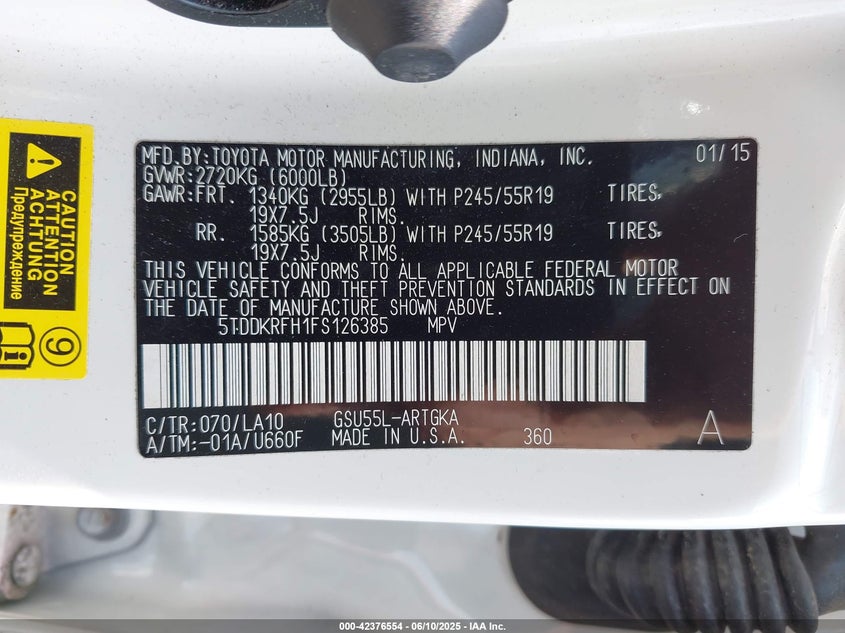 CAUTION
ATTENTION
ACHTUNG
Предупреждение
9
MFD.BY:TOYOTA MOTOR MANUFACTURING, INDIANA, INC. 01/15
GVWR:2720KG (6000LB)
GAWR:FRT. 1340KG (2955LB) WITH P245/55R19 TIRES,
19X7.5J RIMS.
RR. 1585KG (3505LB) WITH P245/55R19 TIRES,
19X7.5J RIMS.
THIS VEHICLE CONFORMS TO ALL APPLICABLE FEDERAL MOTOR
VEHICLE SAFETY AND THEFT PREVENTION STANDARDS IN EFFECT ON
THE DATE OF MANUFACTURE SHOWN ABOVE.
5TDDKRFH1FS126385 MPV
C/TR:070/LA10 GSU55L-ARTGKA
A/TM:-01A/U660F MADE IN U.S.A. 360 A
000-42376554 - 06/10/2025 - IAA Inc.